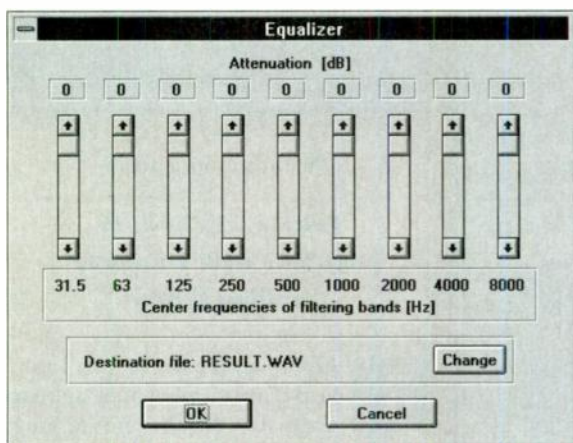 Equalizer
Attenuation [dB]
0 0 0 0 0 0 0 0 0
31.5 63 125 250 500 1000 2000 4000 8000
Center frequencies of filtering bands [Hz]
Destination file: RESULT.WAV Change
OK Cancel